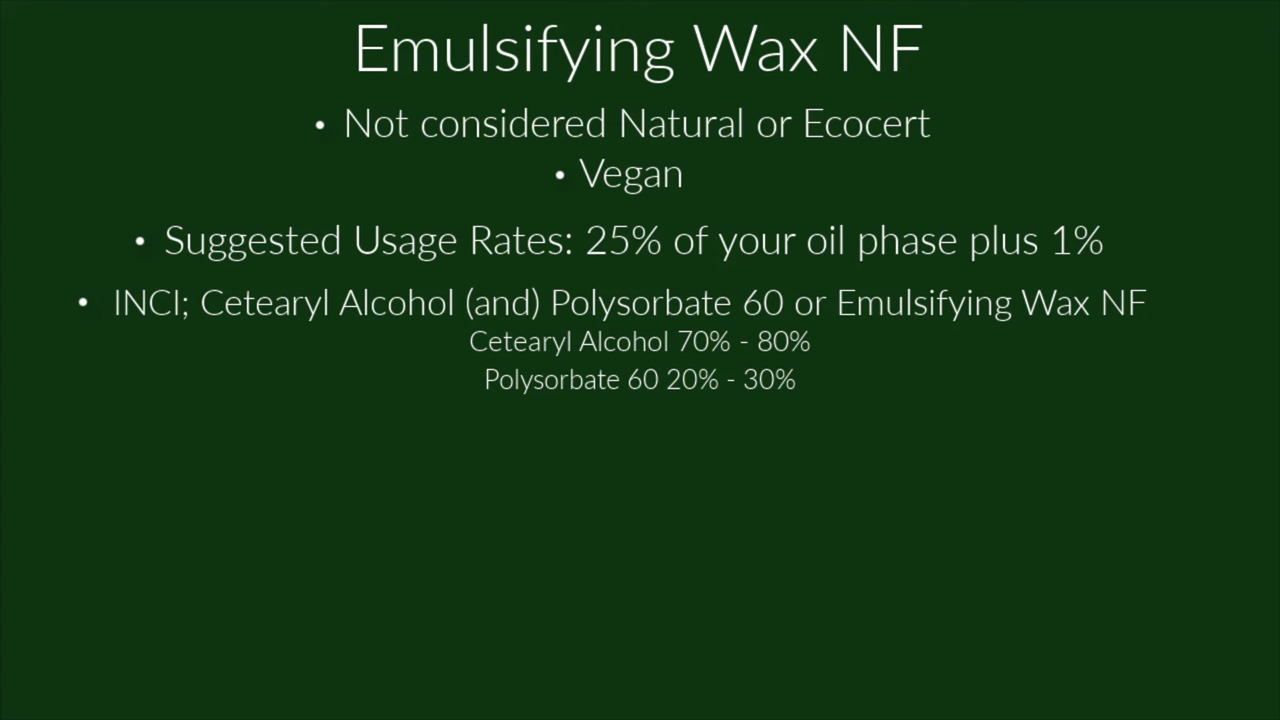 Emulsifying Wax NF
• Not considered Natural or Ecocert
• Vegan
• Suggested Usage Rates: 25% of your oil phase plus 1%
• INCI; Cetearyl Alcohol (and) Polysorbate 60 or Emulsifying Wax NF
Cetearyl Alcohol 70% - 80%
Polysorbate 60 20% - 30%